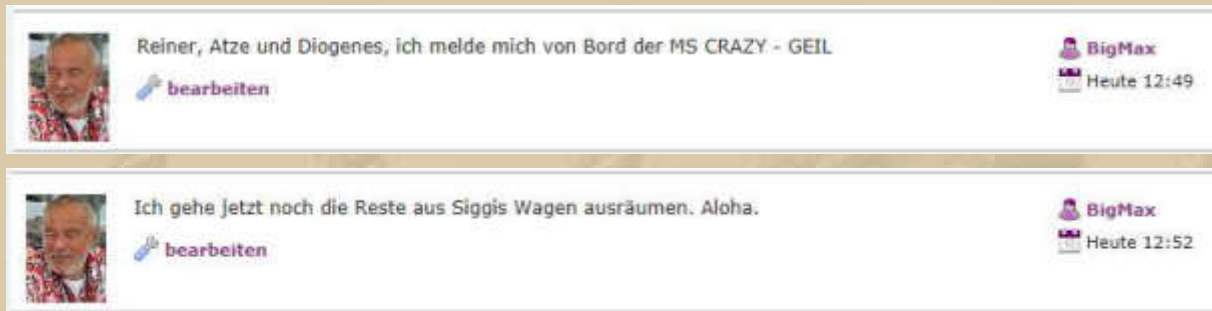 Reiner, Atze und Diogenes, ich melde mich von Bord der MS CRAZY - GEIL
bearbeiten
BigMax
Heute 12:49
Ich gehe jetzt noch die Reste aus Siggis Wagen ausräumen. Aloha.
bearbeiten
BigMax
Heute 12:52